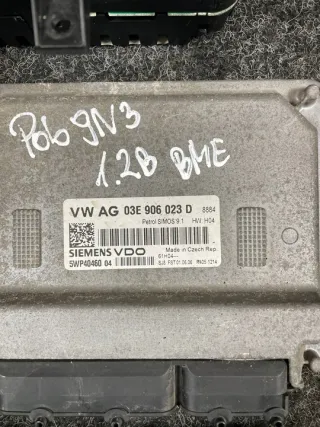 Polo 9N3
1.2B BME
VW AG 03E 906 023 D 8884
Petrol SIMOS 9.1 HW: H04
SIEMENS VDO Made in Czech Rep.
5WP40460 04